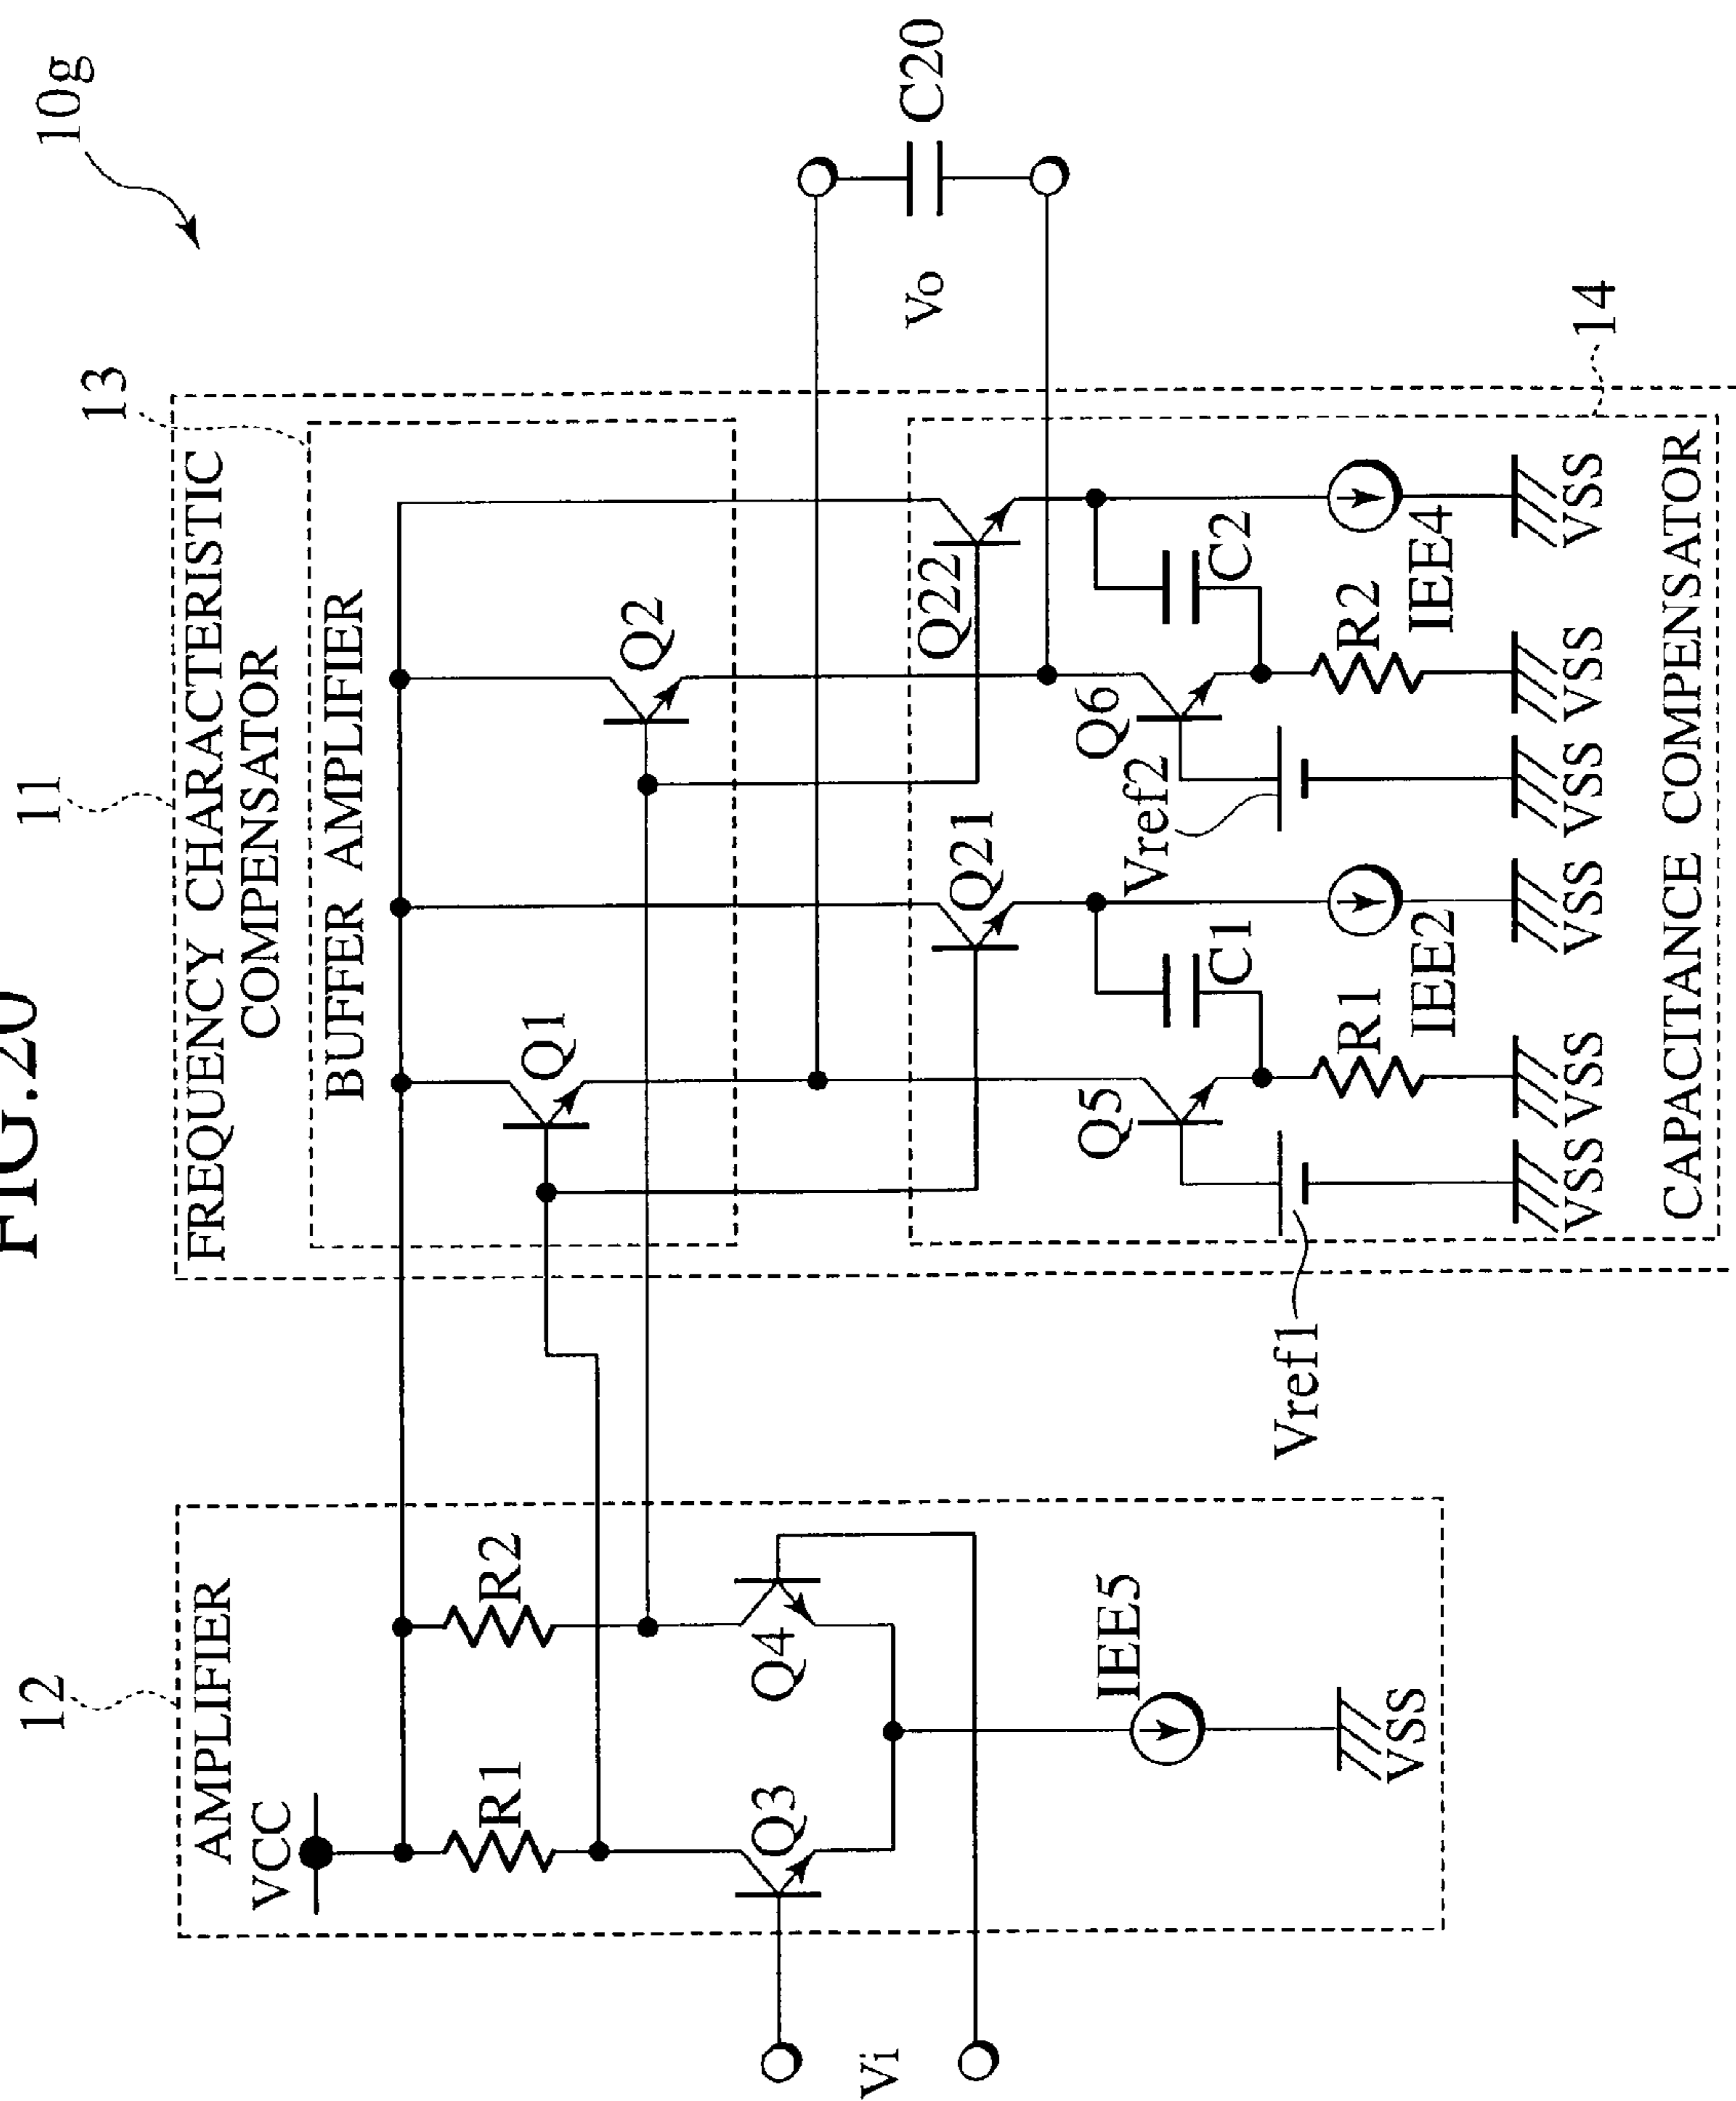 FIG.20
10g
11
FREQUENCY CHARACTERISTIC
COMPENSATOR
13
BUFFER AMPLIFIER
12
AMPLIFIER
VCC
R1
R2
Q3
Q4
Vi
IEE5
VSS
Q1
Q2
Q21
Q22
Vo
C20
Q5
Q6
C1
C2
R1
R2
Vref1
Vref2
IEE2
IEE4
VSS
VSS
VSS
VSS
VSS
VSS
CAPACITANCE COMPENSATOR
14